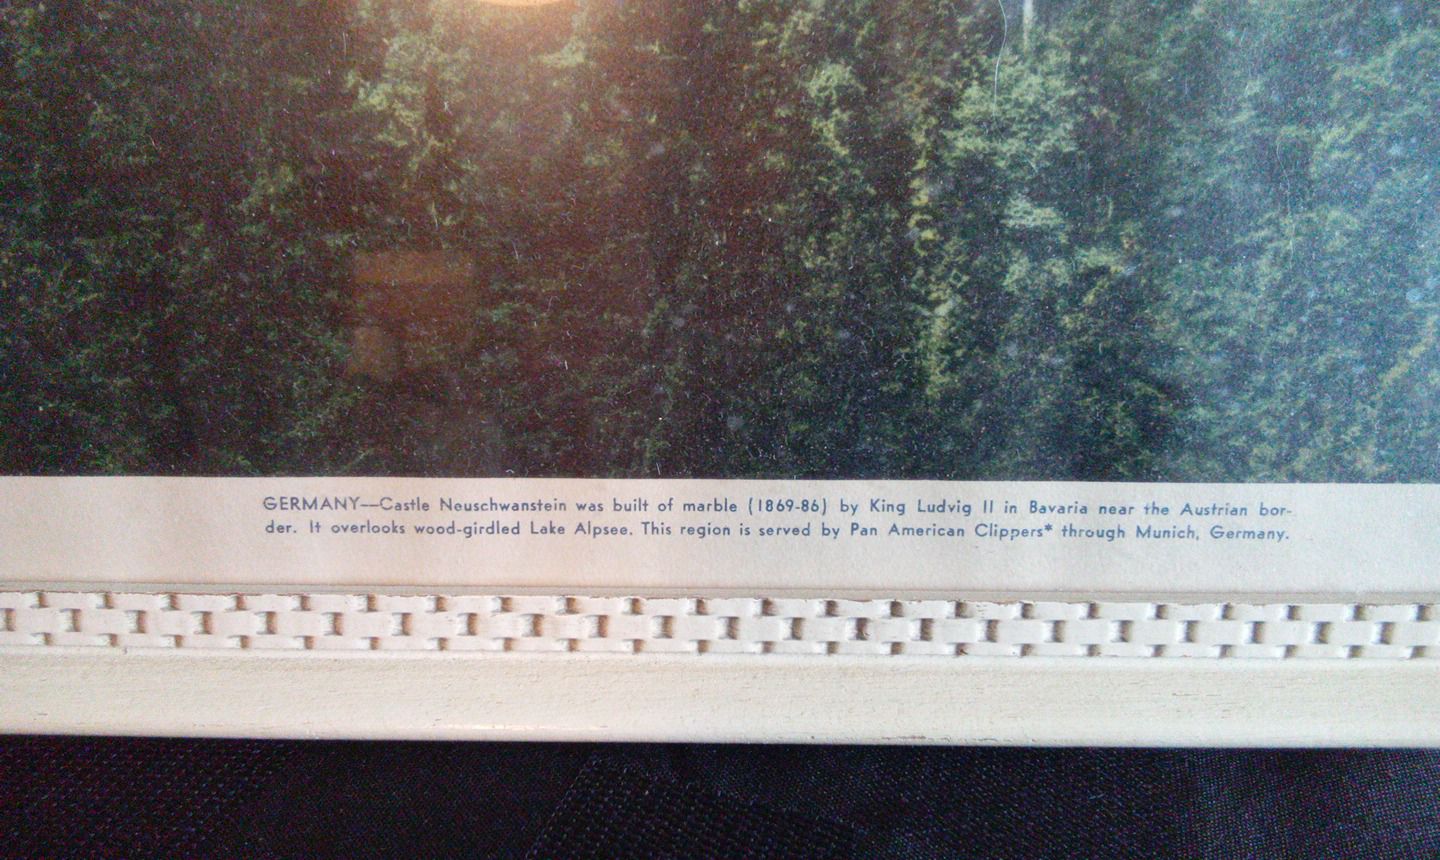 GERMANY—Castle Neuschwanstein was built of marble (1869-86) by King Ludvig II in Bavaria near the Austrian bor-
der. It overlooks wood-girdled Lake Alpsee. This region is served by Pan American Clippers* through Munich, Germany.